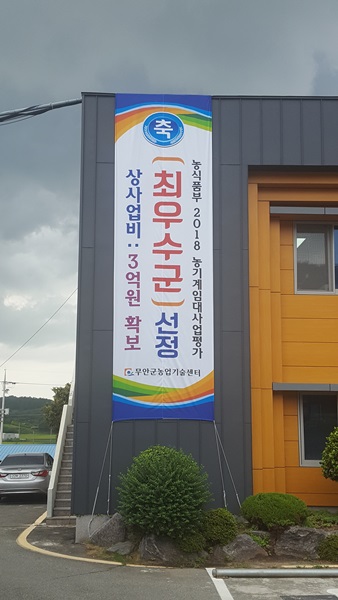 축
농식품부 2018 농기계임대사업평가
(최우수군) 선정
상사업비 : 3억원 확보
무안군농업기술센터